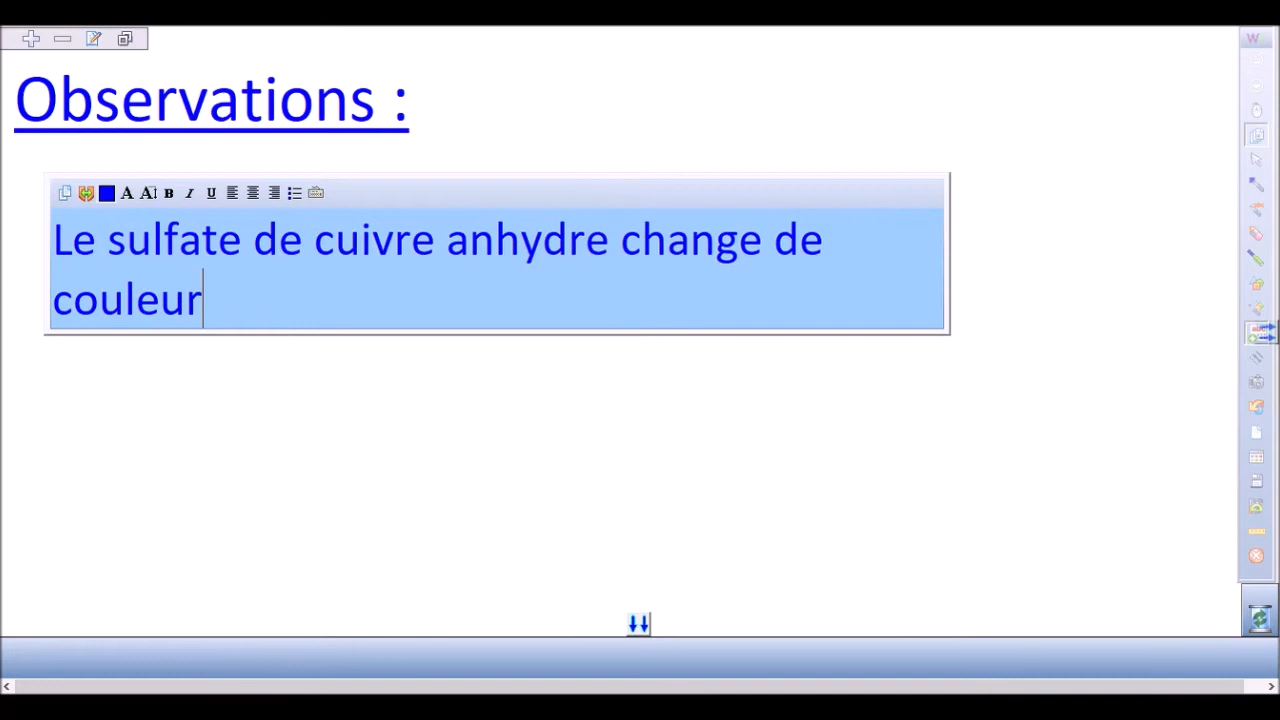 Observations :
Le sulfate de cuivre anhydre change de
couleur